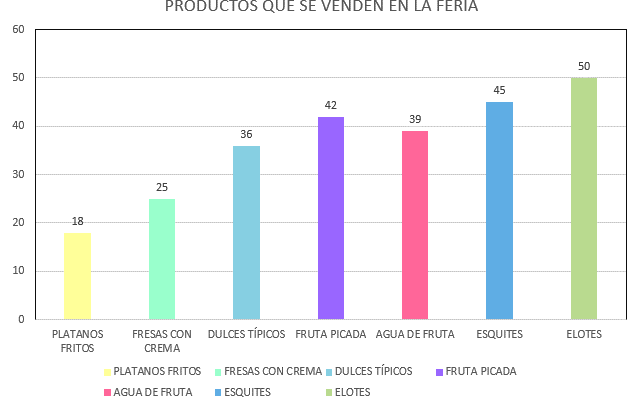 PRODUCTOS QUE SE VENDEN EN LA FERIA
60
50
40
30
20
10
0
18
25
36
42
39
45
50
PLATANOS FRITOS
FRESAS CON CREMA
DULCES TÍPICOS
FRUTA PICADA
AGUA DE FRUTA
ESQUITES
ELOTES
PLATANOS FRITOS FRESAS CON CREMA DULCES TÍPICOS FRUTA PICADA
AGUA DE FRUTA ESQUITES ELOTES